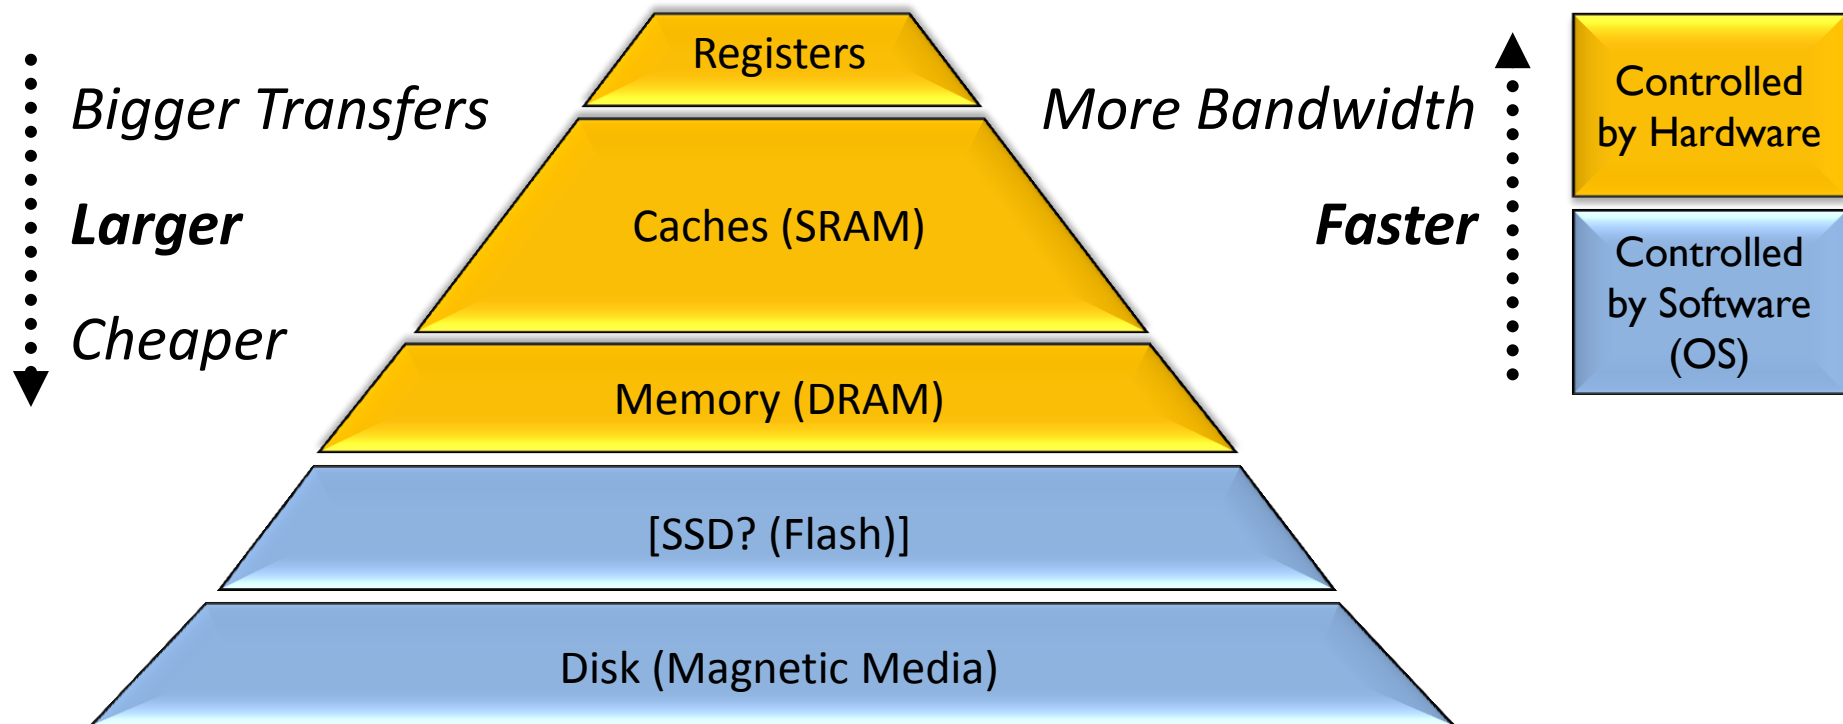 Registers
Bigger Transfers
Larger
Cheaper
More Bandwidth
Faster
Controlled
by Hardware
Controlled
by Software
(OS)
Caches (SRAM)
Memory (DRAM)
[SSD? (Flash)]
Disk (Magnetic Media)